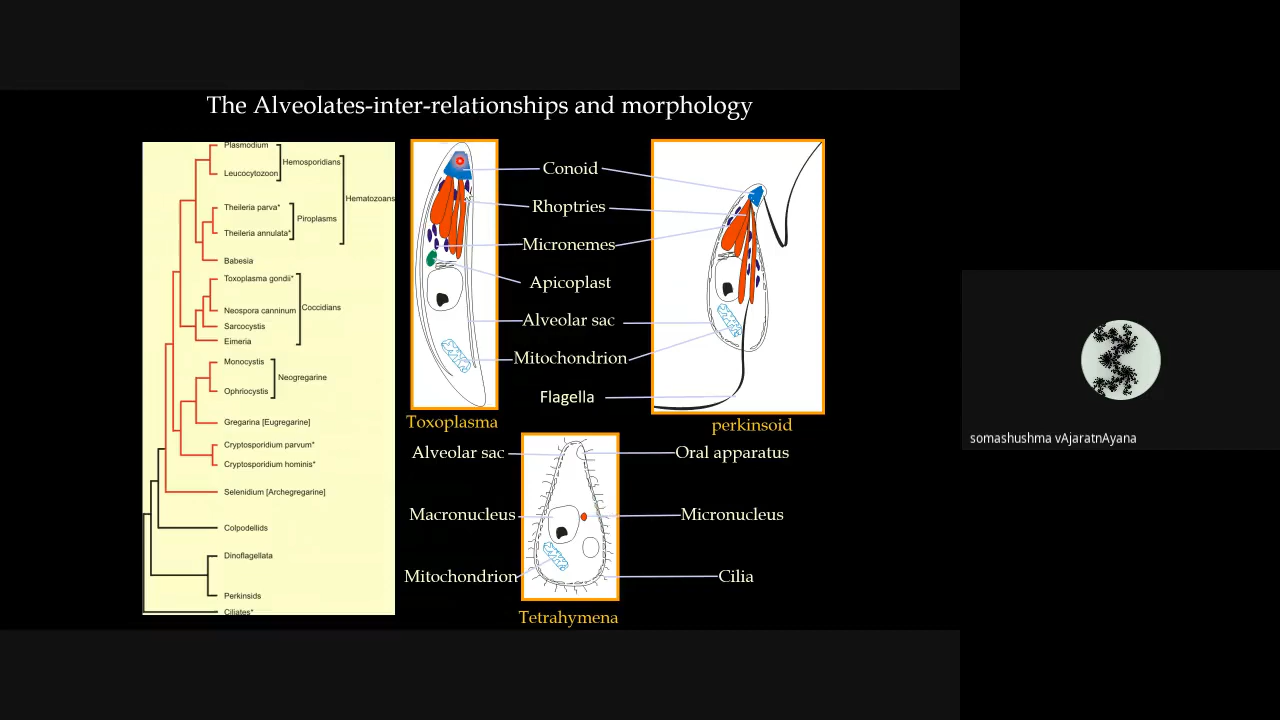 The Alveolates-inter-relationships and morphology
Plasmodium
Hemosporidians
Leucocytozoon
Hematozoans
Theileria parva*
Piroplasms
Theileria annulata*
Babesia
Toxoplasma gondii*
Neospora canninum
Coccidians
Sarcocystis
Eimeria
Monocystis
Neogregarine
Ophriocystis
Gregarina [Eugregarine]
Cryptosporidium parvum*
Cryptosporidium hominis*
Selenidium [Archegregarine]
Colpodellids
Dinoflagellata
Perkinsids
Ciliates*
Conoid
Rhoptries
Micronemes
Apicoplast
Alveolar sac
Mitochondrion
Flagella
Toxoplasma
perkinsoid
Alveolar sac
Oral apparatus
Macronucleus
Micronucleus
Mitochondrion
Cilia
Tetrahymena
somashushma vAjaratnAyana